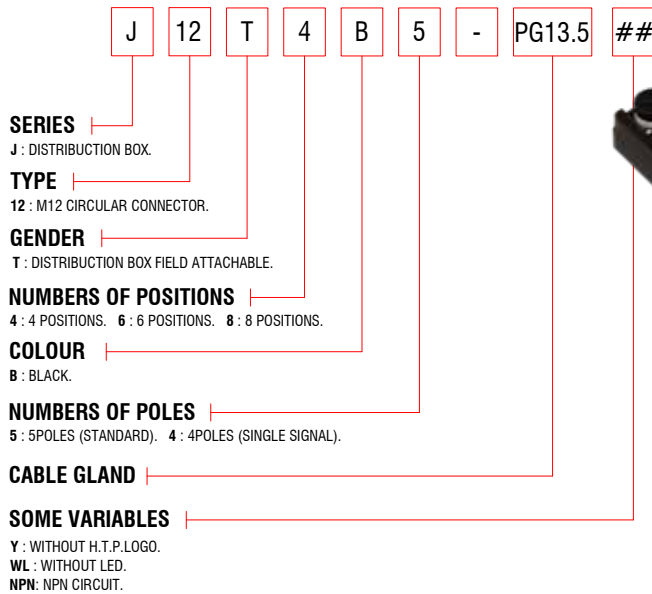 J 12 T 4 B 5 - PG13.5 ##
SERIES
J : DISTRIBUCTION BOX.
TYPE
12 : M12 CIRCULAR CONNECTOR.
GENDER
T : DISTRIBUCTION BOX FIELD ATTACHABLE.
NUMBERS OF POSITIONS
4 : 4 POSITIONS. 6 : 6 POSITIONS. 8 : 8 POSITIONS.
COLOUR
B : BLACK.
NUMBERS OF POLES
5 : 5POLES (STANDARD). 4 : 4POLES (SINGLE SIGNAL).
CABLE GLAND
SOME VARIABLES
Y : WITHOUT H.T.P.LOGO.
WL : WITHOUT LED.
NPN: NPN CIRCUIT.